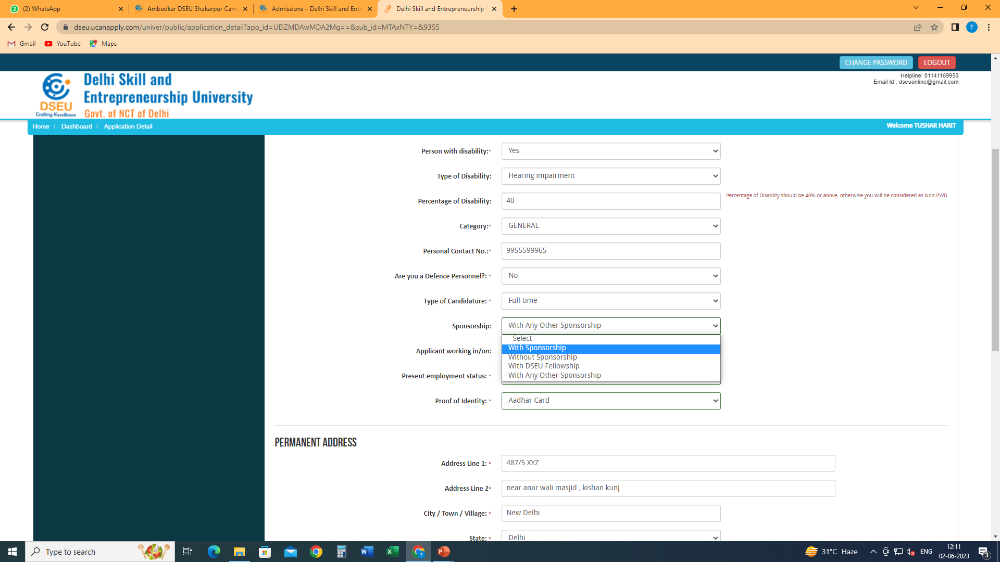 (2) WhatsApp
Ambedkar DSEU Shakarpur Camp
Admissions – Delhi Skill and Entre
Delhi Skill and Entrepreneurship
dseu.ucanapply.com/univer/public/application_detail?app_id=UEIZMDAwMDA2Mg==&sub_id=MTAxNTY=&9355
T
Gmail
YouTube
Maps
CHANGE PASSWORD
LOGOUT
Helpline: 01141169950
Email Id : dseuonline@gmail.com
DSEU
Crafting Excellence
Delhi Skill and
Entrepreneurship University
Govt. of NCT of Delhi
Home / Dashboard / Application Detail
Welcome TUSHAR HARIT
Person with disability:* Yes
Type of Disability: Hearing impairment
Percentage of Disability: 40
Percentage of Disablity should be 40% or above, otherwise you will be considered as Non-PWD.
Category:* GENERAL
Personal Contact No.:* 9955599965
Are you a Defence Personnel?: * No
Type of Candidature: * Full-time
Sponsorship: With Any Other Sponsorship
- Select -
With Sponsorship
Without Sponsorship
With DSEU Fellowship
With Any Other Sponsorship
Applicant working in/on:
Present employment status: *
Proof of Identity: * Aadhar Card
PERMANENT ADDRESS
Address Line 1: * 487/5 XYZ
Address Line 2* near anar wali masjid , kishan kunj
City / Town / Village: * New Delhi
State: * Delhi
Type to search
31°C Haze
ENG
12:11
02-06-2023
3